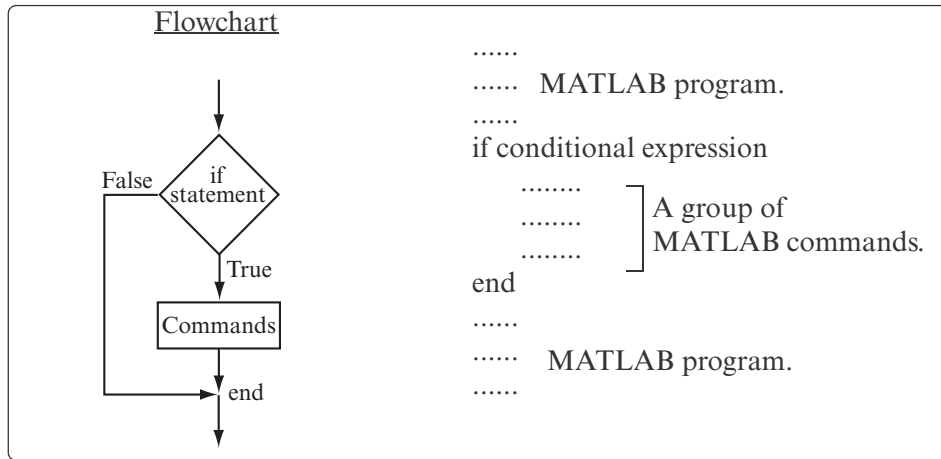 Flowchart
if
statement
False
True
Commands
end
......
...... MATLAB program.
......
if conditional expression
........
........
........
A group of
MATLAB commands.
end
......
...... MATLAB program.
......